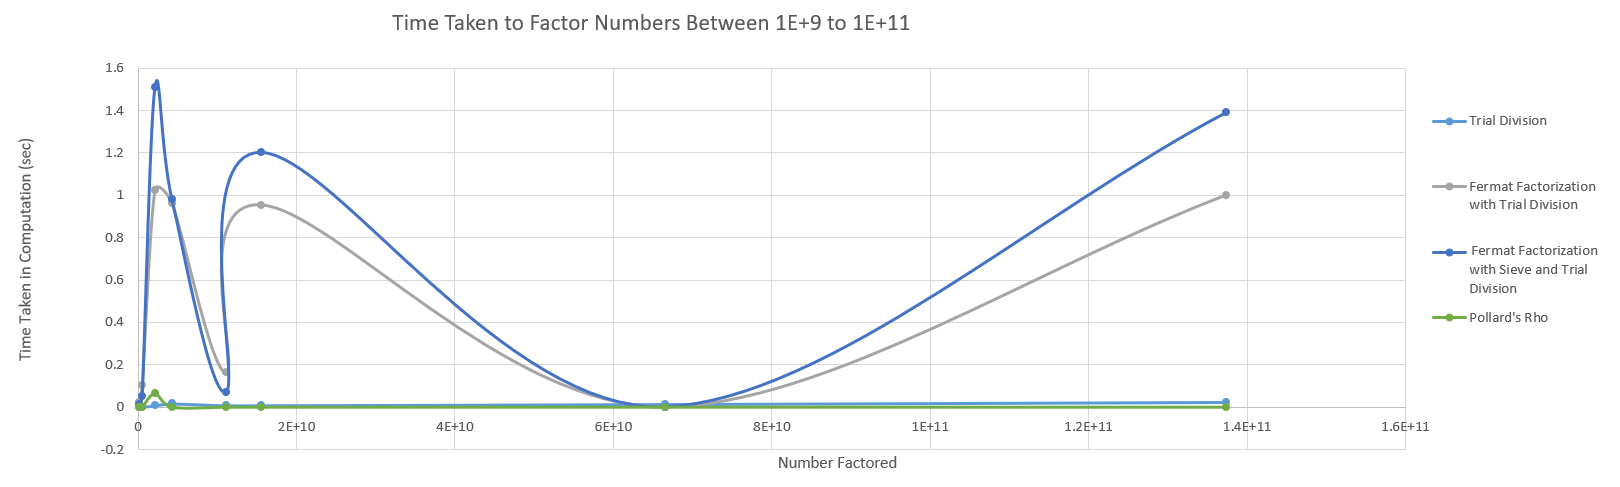 Time Taken to Factor Numbers Between 1E+9 to 1E+11
Time Taken in Computation (sec)
1.6
1.4
1.2
1
0.8
0.6
0.4
0.2
0
-0.2
0
2E+10
4E+10
6E+10
8E+10
1E+11
1.2E+11
1.4E+11
1.6E+11
Number Factored
Trial Division
Fermat Factorization
with Trial Division
Fermat Factorization
with Sieve and Trial
Division
Pollard's Rho